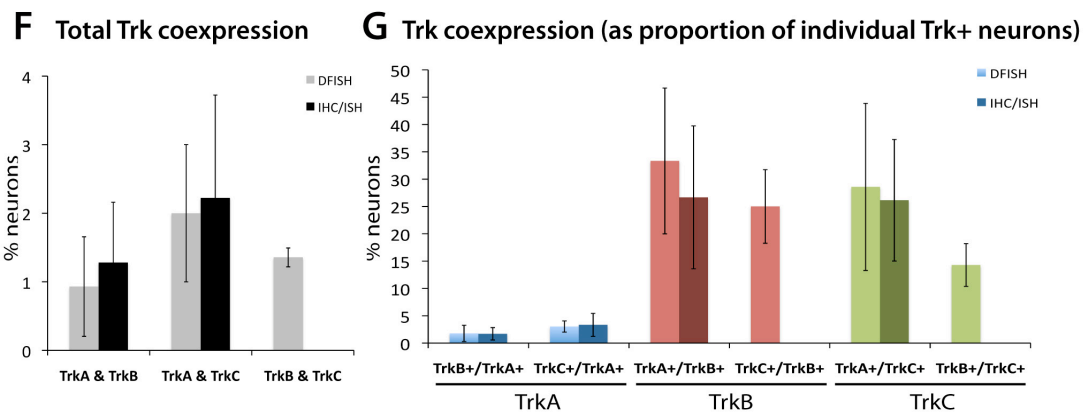 F Total Trk coexpression
4
3
2
1
0
% neurons
DFISH
IHC/ISH
TrkA & TrkB TrkA & TrkC TrkB & TrkC
G Trk coexpression (as proportion of individual Trk+ neurons)
50
45
40
35
30
25
20
15
10
5
0
% neurons
DFISH
IHC/ISH
TrkB+/TrkA+ TrkC+/TrkA+ TrkA+/TrkB+ TrkC+/TrkB+ TrkA+/TrkC+ TrkB+/TrkC+
TrkA TrkB TrkC